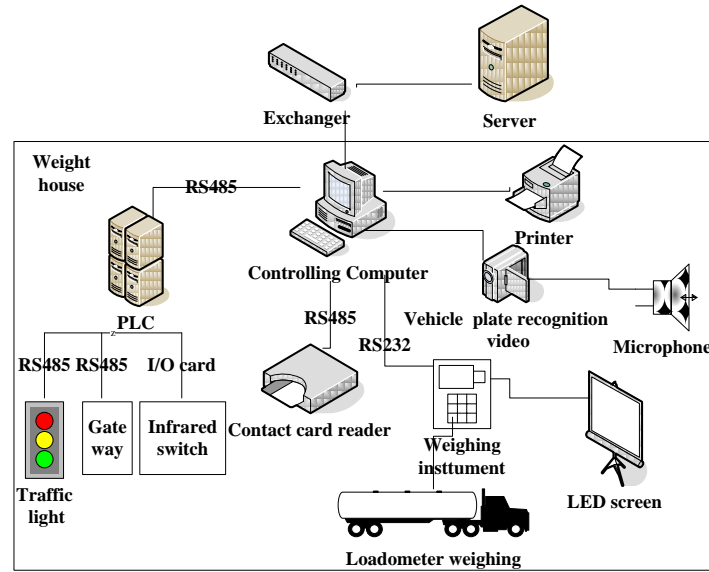 Exchanger
Server
Weight
house
RS485
Printer
Controlling Computer
PLC
RS485
Vehicle plate recognition
video
Microphone
RS232
RS485 RS485 I/O card
Gate
way
Infrared
switch
Contact card reader
Weighing
insttument
Traffic
light
LED screen
Loadometer weighing